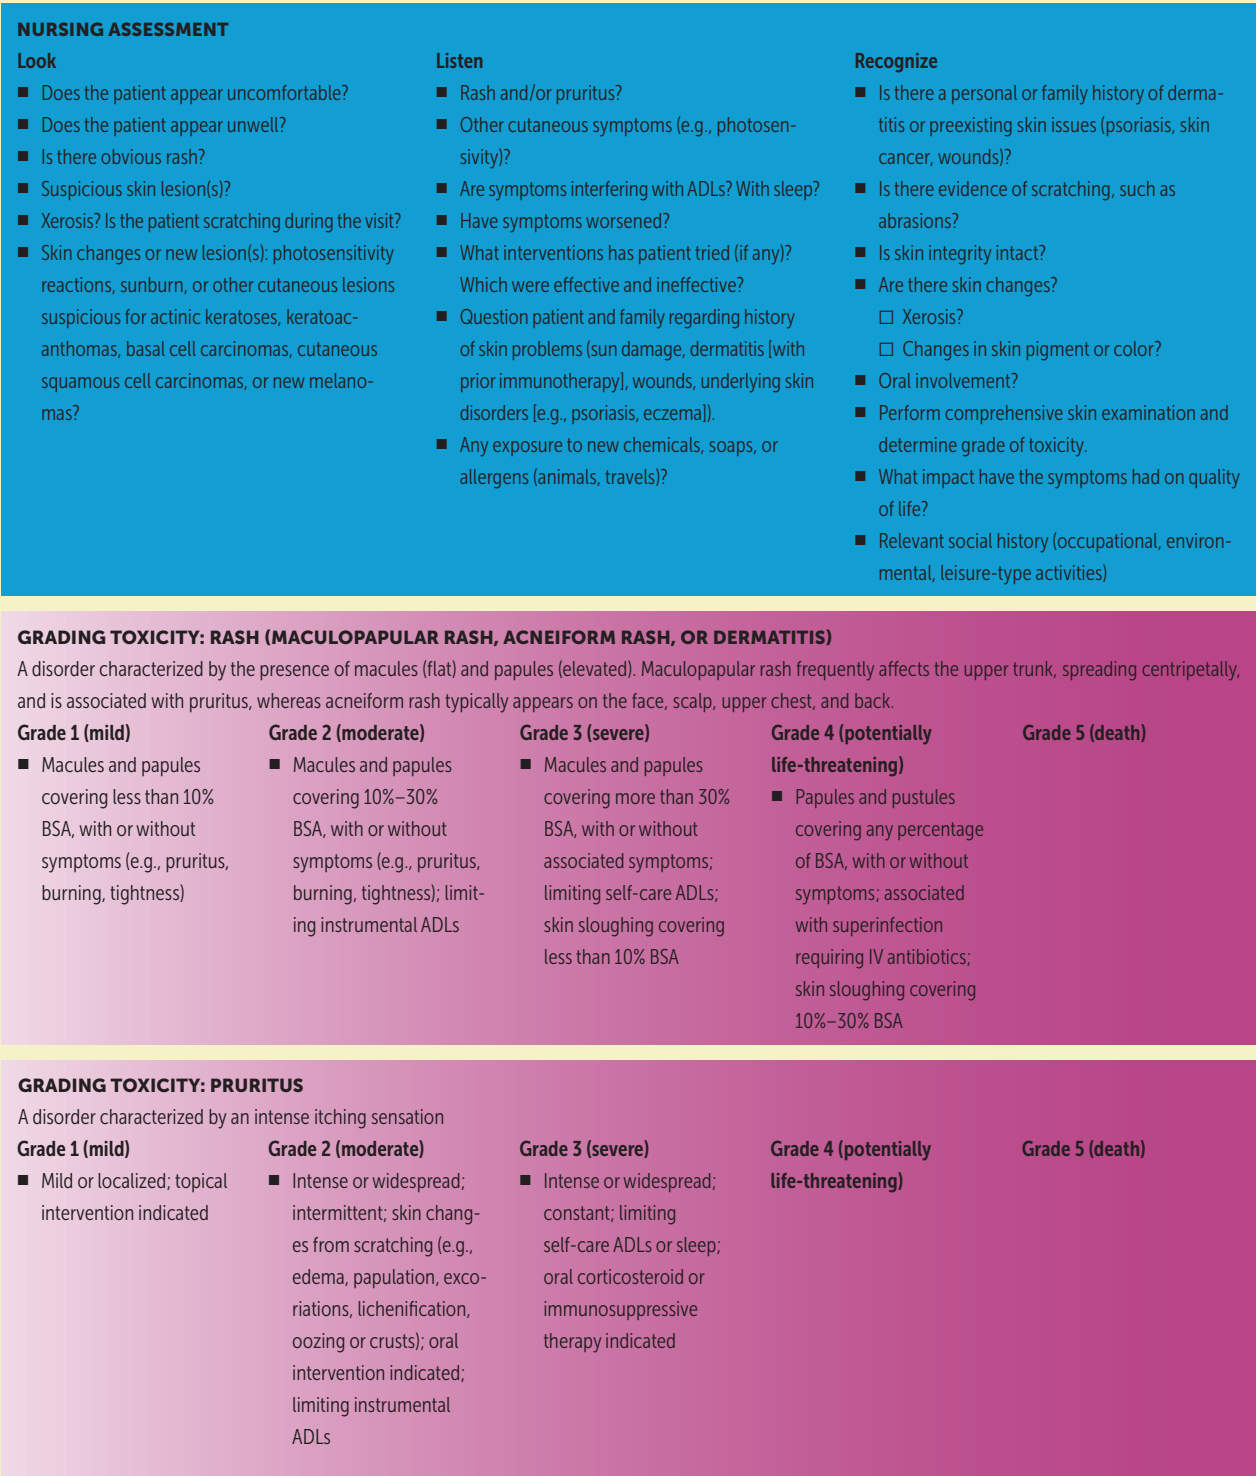 NURSING ASSESSMENT
Look
■ Does the patient appear uncomfortable?
■ Does the patient appear unwell?
■ Is there obvious rash?
■ Suspicious skin lesion(s)?
■ Xerosis? Is the patient scratching during the visit?
■ Skin changes or new lesion(s): photosensitivity
reactions, sunburn, or other cutaneous lesions
suspicious for actinic keratoses, keratoac-
anthomas, basal cell carcinomas, cutaneous
squamous cell carcinomas, or new melano-
mas?
Listen
■ Rash and/or pruritus?
■ Other cutaneous symptoms (e.g., photosen-
sivity)?
■ Are symptoms interfering with ADLs? With sleep?
■ Have symptoms worsened?
■ What interventions has patient tried (if any)?
Which were effective and ineffective?
■ Question patient and family regarding history
of skin problems (sun damage, dermatitis [with
prior immunotherapy], wounds, underlying skin
disorders [e.g., psoriasis, eczema]).
■ Any exposure to new chemicals, soaps, or
allergens (animals, travels)?
Recognize
■ Is there a personal or family history of derma-
titis or preexisting skin issues (psoriasis, skin
cancer, wounds)?
■ Is there evidence of scratching, such as
abrasions?
■ Is skin integrity intact?
■ Are there skin changes?
□ Xerosis?
□ Changes in skin pigment or color?
■ Oral involvement?
■ Perform comprehensive skin examination and
determine grade of toxicity.
■ What impact have the symptoms had on quality
of life?
■ Relevant social history (occupational, environ-
mental, leisure-type activities)
GRADING TOXICITY: RASH (MACULOPAPULAR RASH, ACNEIFORM RASH, OR DERMATITIS)
A disorder characterized by the presence of macules (flat) and papules (elevated). Maculopapular rash frequently affects the upper trunk, spreading centripetally,
and is associated with pruritus, whereas acneiform rash typically appears on the face, scalp, upper chest, and back.
Grade 1 (mild)
■ Macules and papules
covering less than 10%
BSA, with or without
symptoms (e.g., pruritus,
burning, tightness)
Grade 2 (moderate)
■ Macules and papules
covering 10%–30%
BSA, with or without
symptoms (e.g., pruritus,
burning, tightness); limit-
ing instrumental ADLs
Grade 3 (severe)
■ Macules and papules
covering more than 30%
BSA, with or without
associated symptoms;
limiting self-care ADLs;
skin sloughing covering
less than 10% BSA
Grade 4 (potentially
life-threatening)
■ Papules and pustules
covering any percentage
of BSA, with or without
symptoms; associated
with superinfection
requiring IV antibiotics;
skin sloughing covering
10%–30% BSA
Grade 5 (death)
GRADING TOXICITY: PRURITUS
A disorder characterized by an intense itching sensation
Grade 1 (mild)
■ Mild or localized; topical
intervention indicated
Grade 2 (moderate)
■ Intense or widespread;
intermittent; skin chang-
es from scratching (e.g.,
edema, papulation, exco-
riations, lichenification,
oozing or crusts); oral
intervention indicated;
limiting instrumental
ADLs
Grade 3 (severe)
■ Intense or widespread;
constant; limiting
self-care ADLs or sleep;
oral corticosteroid or
immunosuppressive
therapy indicated
Grade 4 (potentially
life-threatening)
Grade 5 (death)